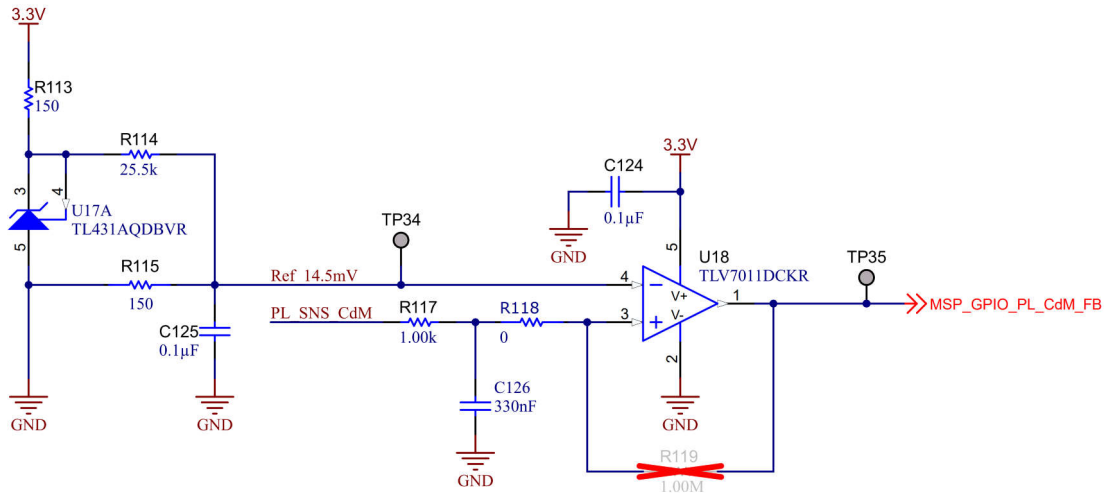 3.3V
R113
150
R114
25.5k
3
4
U17A
TL431AQDBVR
5
R115
150
C125
0.1µF
GND
GND
Ref_14.5mV
TP34
PL_SNS_CdM
R117
1.00k
R118
0
C126
330nF
GND
C124
0.1µF
GND
3.3V
5
U18
TLV7011DCKR
4
3
V+
V-
1
2
GND
TP35
MSP_GPIO_PL_CdM_FB
R119
1.00M